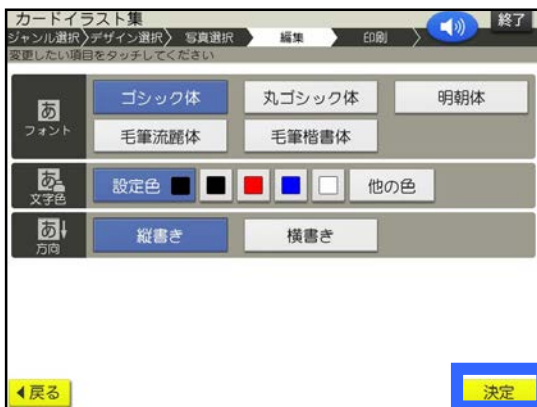 カードイラスト集
終了
ジャンル選択〉デザイン選択〉 写真選択 編集 印刷
変更したい項目をタッチしてください
あ
フォント
ゴシック体 丸ゴシック体 明朝体
毛筆流麗体 毛筆楷書体
あ
文字色
設定色 他の色
あ
方向
縦書き 横書き
戻る
決定